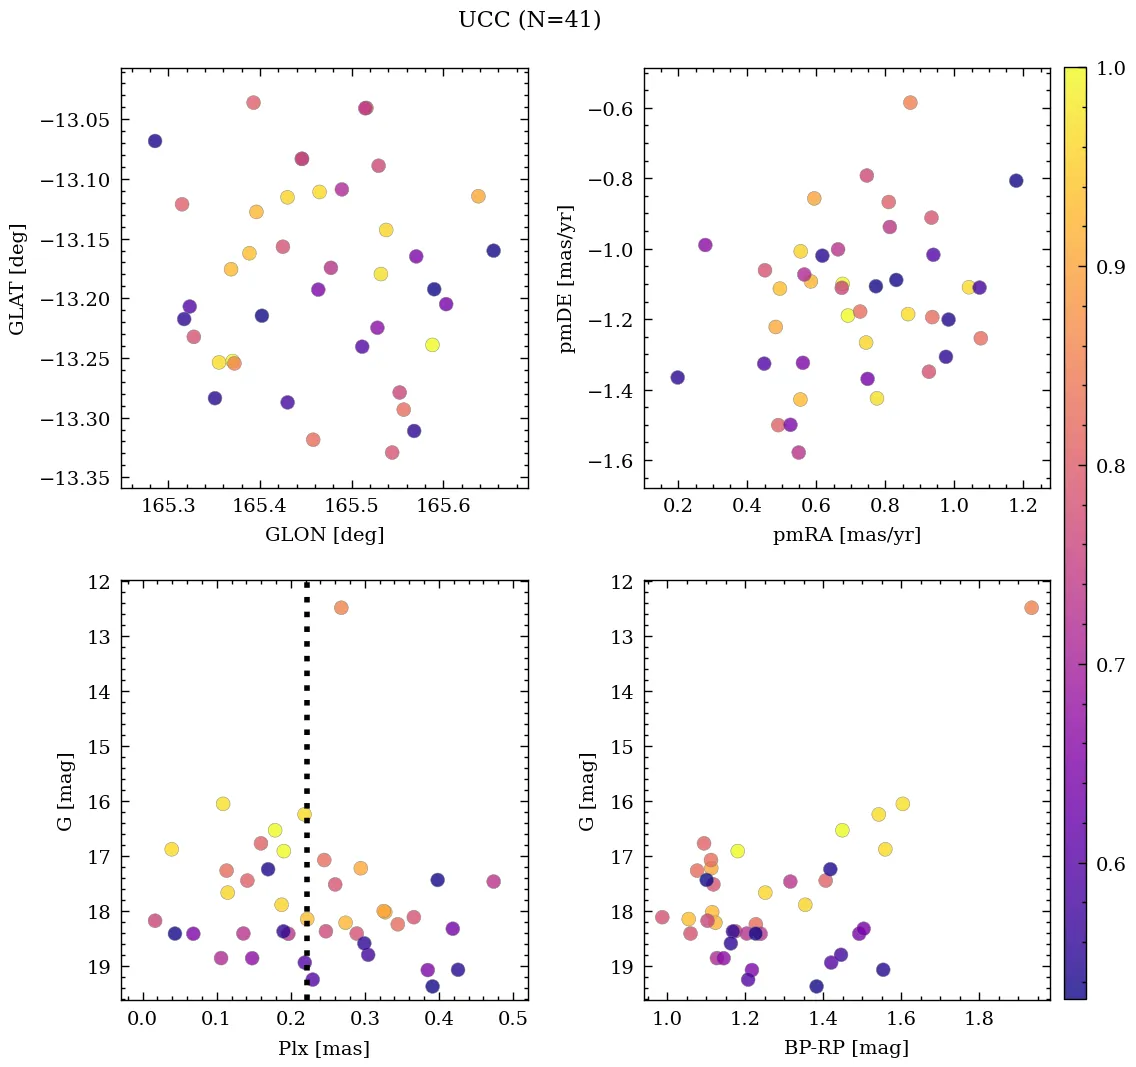 UCC (N=41)
−13.05
−13.10
−13.15
−13.20
−13.25
−13.30
−13.35
GLAT [deg]
165.3 165.4 165.5 165.6
GLON [deg]
−0.6
−0.8
−1.0
−1.2
−1.4
−1.6
pmDE [mas/yr]
0.2 0.4 0.6 0.8 1.0 1.2
pmRA [mas/yr]
1.0
0.9
0.8
0.7
0.6
12
13
14
15
16
17
18
19
G [mag]
0.0 0.1 0.2 0.3 0.4 0.5
Plx [mas]
12
13
14
15
16
17
18
19
G [mag]
1.0 1.2 1.4 1.6 1.8
BP-RP [mag]